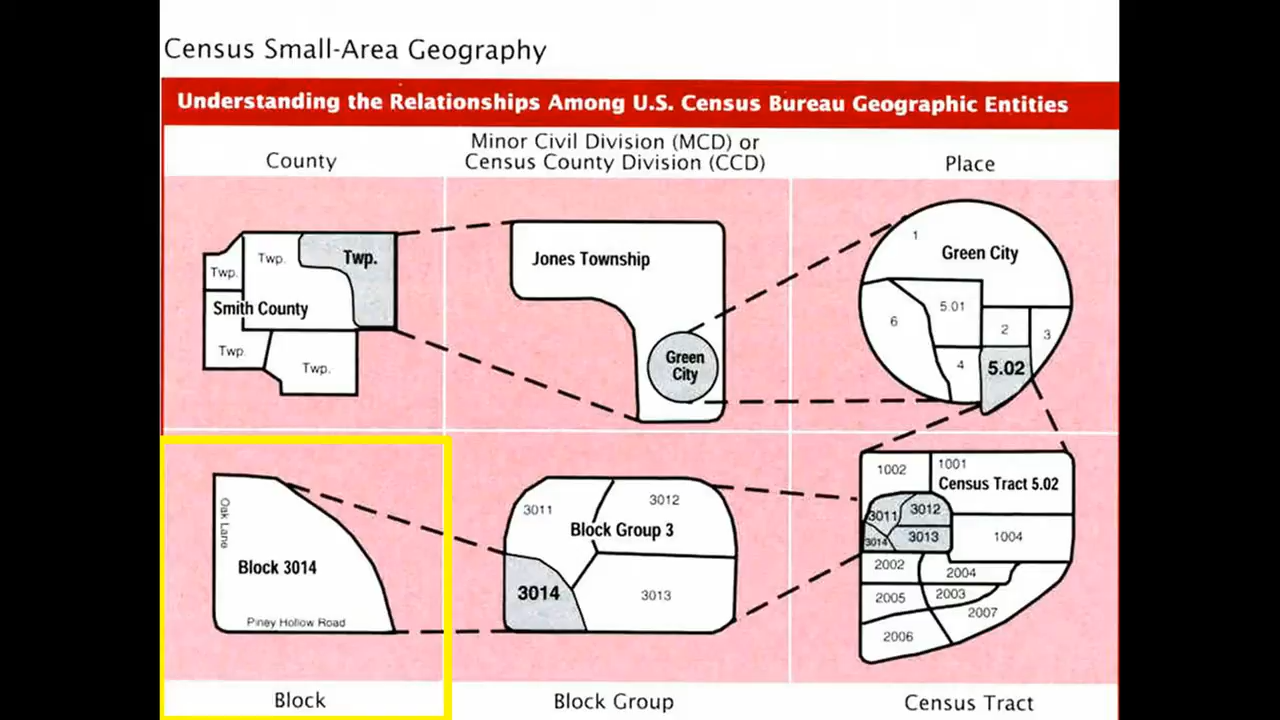 Census Small-Area Geography
Understanding the Relationships Among U.S. Census Bureau Geographic Entities
County
Minor Civil Division (MCD) or
Census County Division (CCD)
Place
Twp.
Twp.
Twp.
Smith County
Twp.
Twp.
Jones Township
Green
City
1
Green City
6
5.01
2
3
4
5.02
Oak Lane
Block 3014
Piney Hollow Road
3011
3012
Block Group 3
3014
3013
1002
1001
Census Tract 5.02
3011
3012
3014
3013
1004
2002
2004
2005
2003
2007
2006
Block
Block Group
Census Tract